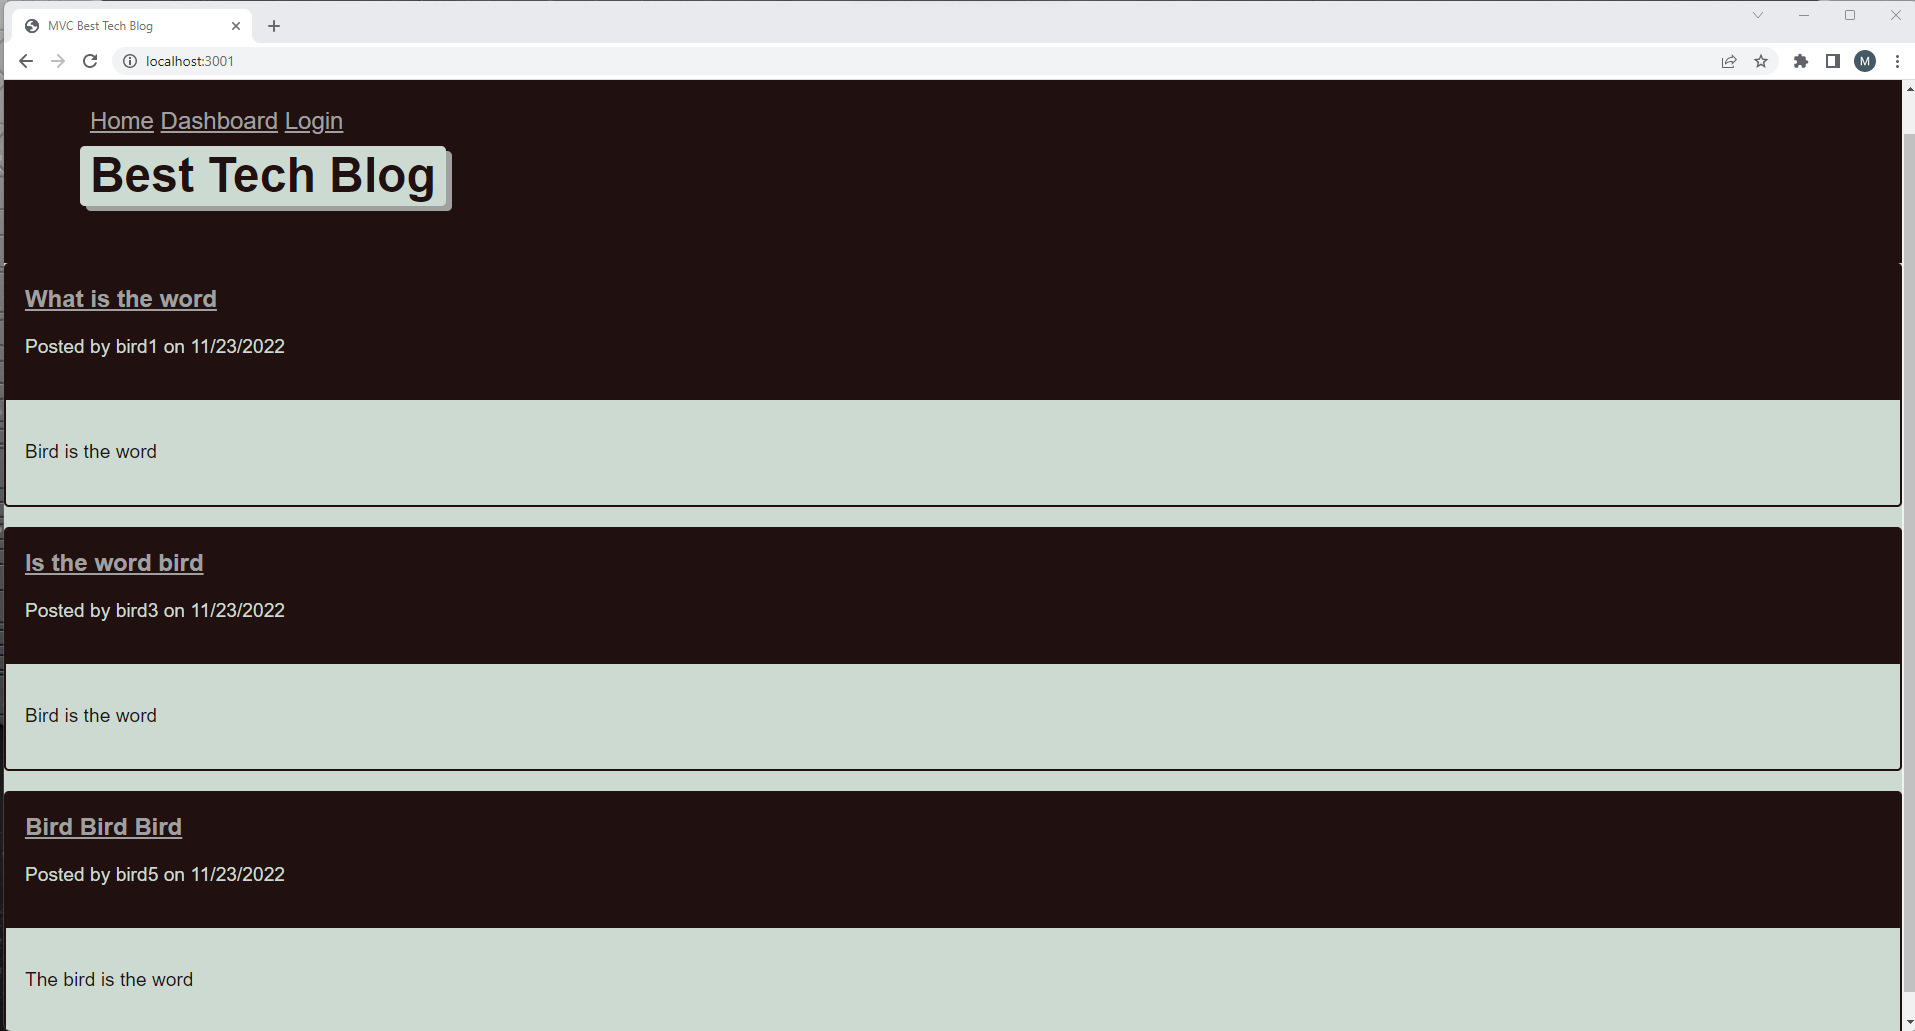 MVC Best Tech Blog
localhost:3001
M
Home Dashboard Login
Best Tech Blog
What is the word
Posted by bird1 on 11/23/2022
Bird is the word
Is the word bird
Posted by bird3 on 11/23/2022
Bird is the word
Bird Bird Bird
Posted by bird5 on 11/23/2022
The bird is the word